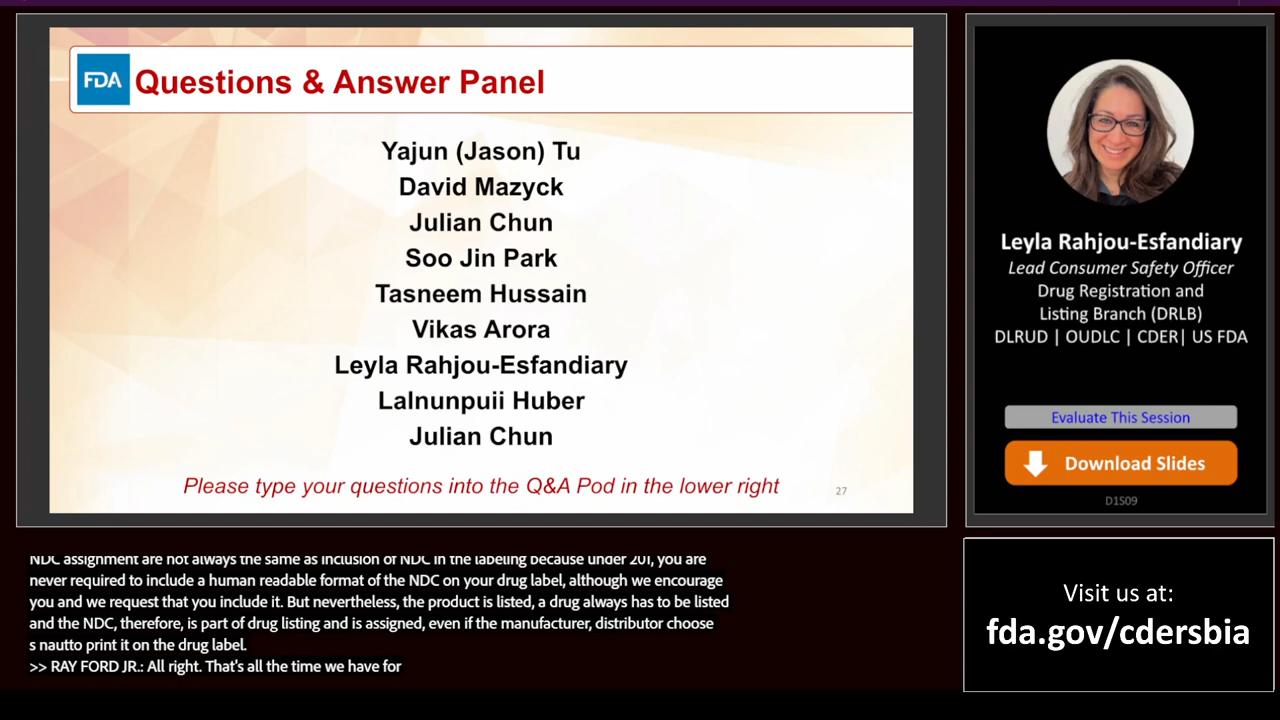 FDA
Questions & Answer Panel
Yajun (Jason) Tu
David Mazyck
Julian Chun
Soo Jin Park
Tasneem Hussain
Vikas Arora
Leyla Rahjou-Esfandiary
Lalnunpuii Huber
Julian Chun
Please type your questions into the Q&A Pod in the lower right
27
Leyla Rahjou-Esfandiary
Lead Consumer Safety Officer
Drug Registration and
Listing Branch (DRLB)
DLRUD | OUDLC | CDER| US FDA
Evaluate This Session
Download Slides
D1S09
NDC assignment are not always the same as inclusion of NDC in the labeling because under 201, you are
never required to include a human readable format of the NDC on your drug label, although we encourage
you and we request that you include it. But nevertheless, the product is listed, a drug always has to be listed
and the NDC, therefore, is part of drug listing and is assigned, even if the manufacturer, distributor choose
s nautto print it on the drug label.
>> RAY FORD JR.: All right. That's all the time we have for
Visit us at:
fda.gov/cdersbia